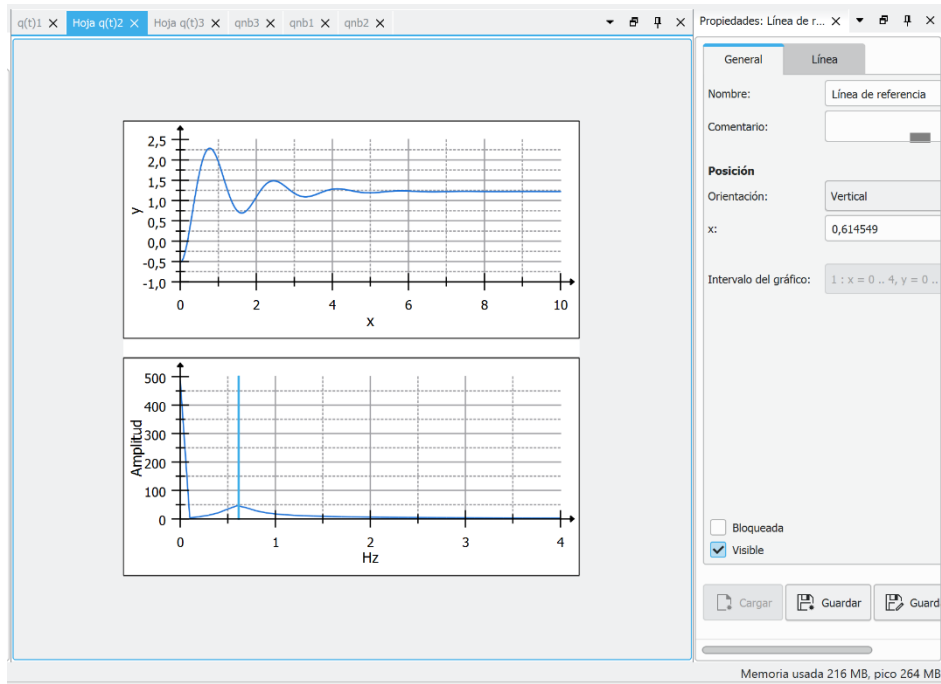 q(t)1 Hoja q(t)2 Hoja q(t)3 qnb3 qnb1 qnb2
Propiedades: Línea de r...
General Línea
Nombre: Línea de referencia
Comentario:
Posición
Orientación: Vertical
x: 0,614549
Intervalo del gráfico: 1 : x = 0 .. 4, y = 0 ..
Bloqueada
Visible
Cargar Guardar Guard
Memoria usada 216 MB, pico 264 MB
2,5
2,0
1,5
1,0
0,5
0,0
-0,5
-1,0
y
0 2 4 6 8 10
x
500
400
300
200
100
0
Amplitud
0 1 2 3 4
Hz